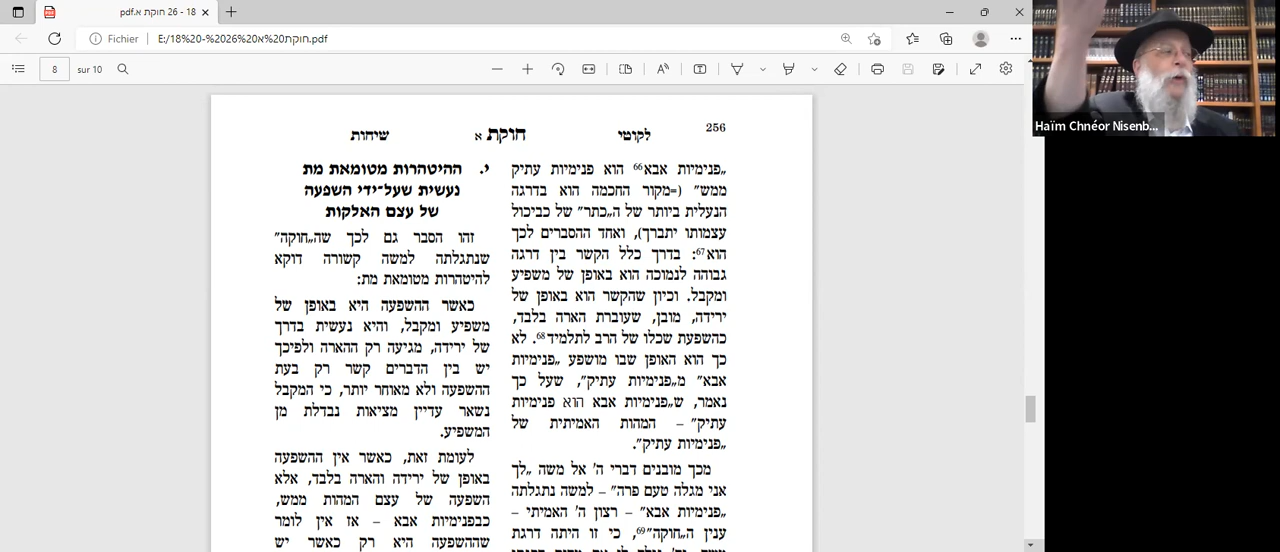 18 - 26 חוקת א.pdf
Fichier
E:/18%20-%2026%20חוקת%20א.pdf
8
sur 10
Haïm Chnéor Nisenb...
256
לקוטי
חוקת א
שיחות
„פנימיות אבא⁶⁶ הוא פנימיות עתיק
ממש״ (=מקור החכמה הוא בדרגה
הנעלית ביותר של ה„כתר״ של כביכול
עצמותו יתברך), ואחד ההסברים לכך
הוא⁶⁷: בדרך כלל הקשר בין דרגה
גבוהה לנמוכה הוא באופן של משפיע
ומקבל. וכיון שהקשר הוא באופן של
ירידה, מובן, שעוברת הארה בלבד,
כהשפעת שכלו של הרב לתלמיד⁶⁸. לא
כך הוא האופן שבו מושפע „פנימיות
אבא״ מ„פנימיות עתיק״, שעל כך
נאמר, ש„פנימיות אבא הוא פנימיות
עתיק״ – המהות האמיתית של
„פנימיות עתיק״.
מכך מובנים דברי ה׳ אל משה „לך
אני מגלה טעם פרה״ – למשה נתגלתה
„פנימיות אבא״ – רצון ה׳ האמיתי –
ענין ה„חוקה״⁶⁹, כי זו היתה דרגת
י. ההיטהרות מטומאת מת
נעשית שעל־ידי השפעה
של עצם האלקות
זהו הסבר גם לכך שה„חוקה״
שנתגלתה למשה קשורה דוקא
להיטהרות מטומאת מת:
כאשר ההשפעה היא באופן של
משפיע ומקבל, והיא נעשית בדרך
של ירידה, מגיעה רק ההארה ולפיכך
יש בין הדברים קשר רק בעת
ההשפעה ולא מאוחר יותר, כי המקבל
נשאר עדיין מציאות נבדלת מן
המשפיע.
לעומת זאת, כאשר אין ההשפעה
באופן של ירידה והארה בלבד, אלא
השפעה של עצם המהות ממש,
כבפנימיות אבא – אז אין לומר
שההשפעה היא רק כאשר יש